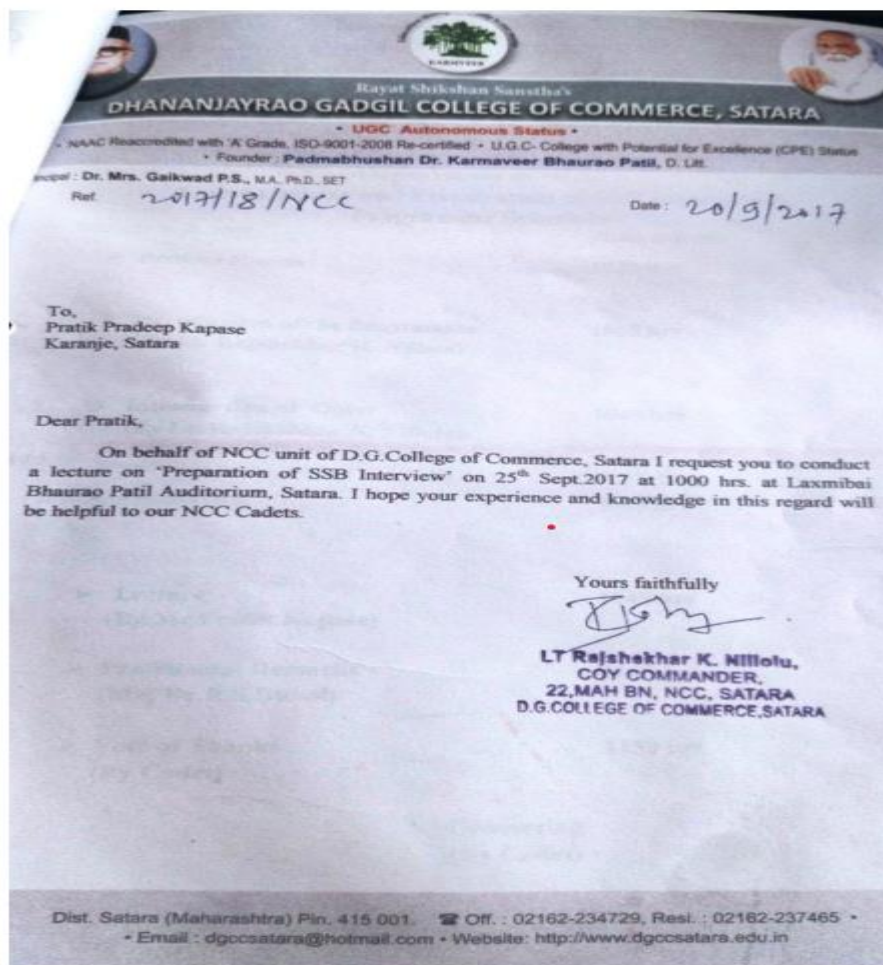 KARMVEER
Rayat Shikshan Sanstha's
DHANANJAYRAO GADGIL COLLEGE OF COMMERCE, SATARA
• UGC Autonomous Status •
NAAC Reaccredited with 'A' Grade, ISO-9001-2008 Re-certified • U.G.C- College with Potential for Excellence (CPE) Status
• Founder : Padmabhushan Dr. Karmaveer Bhaurao Patil, D. Litt.
: Dr. Mrs. Gaikwad P.S., M.A. Ph.D., SET
Ref. 2017/18/NCC Date : 20/9/2017
To,
Pratik Pradeep Kapase
Karanje, Satara
Dear Pratik,
On behalf of NCC unit of D.G.College of Commerce, Satara I request you to conduct
a lecture on "Preparation of SSB Interview" on 25th Sept.2017 at 1000 hrs. at Laxmibai
Bhaurao Patil Auditorium, Satara. I hope your experience and knowledge in this regard will
be helpful to our NCC Cadets.
Yours faithfully
LT Rajshekhar K. Nillolu,
COY COMMANDER,
22,MAH BN, NCC, SATARA
D.G.COLLEGE OF COMMERCE,SATARA
Dist. Satara (Maharashtra) Pin. 415 001. ☎ Off. : 02162-234729, Resi. : 02162-237465 •
• Email : dgccsatara@hotmail.com • Website: http://www.dgccsatara.edu.in